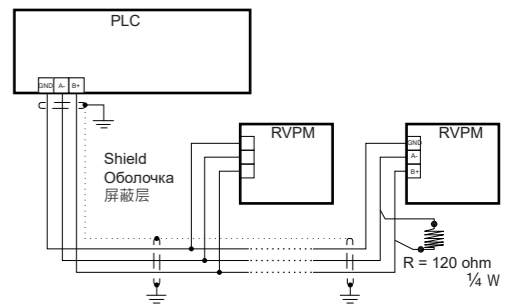 PLC
GND A- B+
Shield
Оболочка
屏蔽层
RVPM
RVPM
GND
A-
B+
R = 120 ohm
¼ W